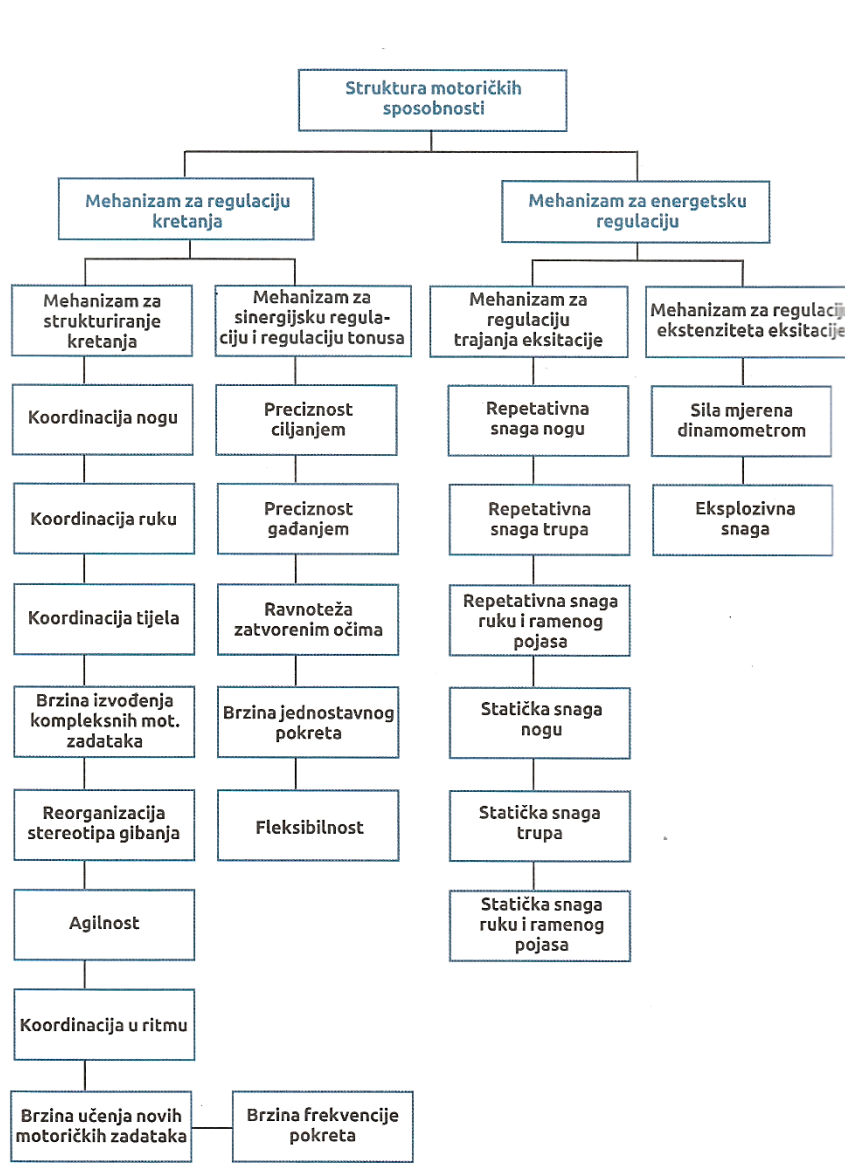 Struktura motoričkih
sposobnosti
Mehanizam za regulaciju
kretanja
Mehanizam za energetsku
regulaciju
Mehanizam za
strukturiranje
kretanja
Mehanizam za
sinergijsku regula-
ciju i regulaciju tonusa
Mehanizam za
regulaciju
trajanja eksitacije
Mehanizam za regulaciju
ekstenziteta eksitacije
Koordinacija nogu
Preciznost
ciljanjem
Repetativna
snaga nogu
Sila mjerena
dinamometrom
Koordinacija ruku
Preciznost
gađanjem
Repetativna
snaga trupa
Eksplozivna
snaga
Koordinacija tijela
Ravnoteža
zatvorenim očima
Repetativna snaga
ruku i ramenog
pojasa
Brzina izvođenja
kompleksnih mot.
zadataka
Brzina jednostavnog
pokreta
Statička snaga
nogu
Reorganizacija
stereotipa gibanja
Fleksibilnost
Statička snaga
trupa
Agilnost
Statička snaga
ruku i ramenog
pojasa
Koordinacija u ritmu
Brzina učenja novih
motoričkih zadataka
Brzina frekvencije
pokreta